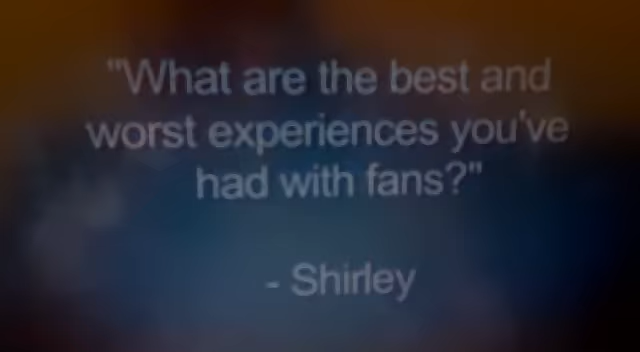 "What are the best and
worst experiences you've
had with fans?"
- Shirley